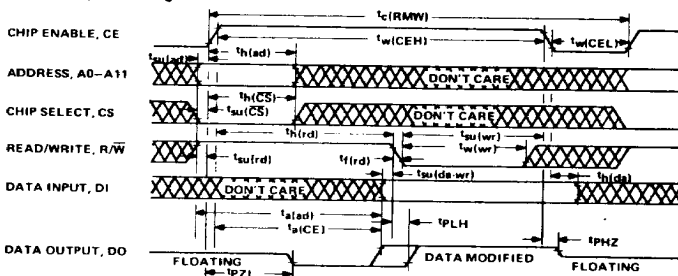 tc(RMW)
CHIP ENABLE, CE
tw(CEH)
tw(CEL)
tsu(ad)
th(ad)
ADDRESS, A0–A11
DON'T CARE
th(CS)
CHIP SELECT, CS
tsu(CS)
DON'T CARE
th(rd)
tsu(wr)
READ/WRITE, R/W
tw(wr)
tsu(rd)
tf(rd)
tsu(da-wr)
th(da)
DATA INPUT, DI
DON'T CARE
ta(ad)
ta(CE)
tPLH
tPHZ
DATA OUTPUT, DO
FLOATING
DATA MODIFIED
FLOATING
tPZL